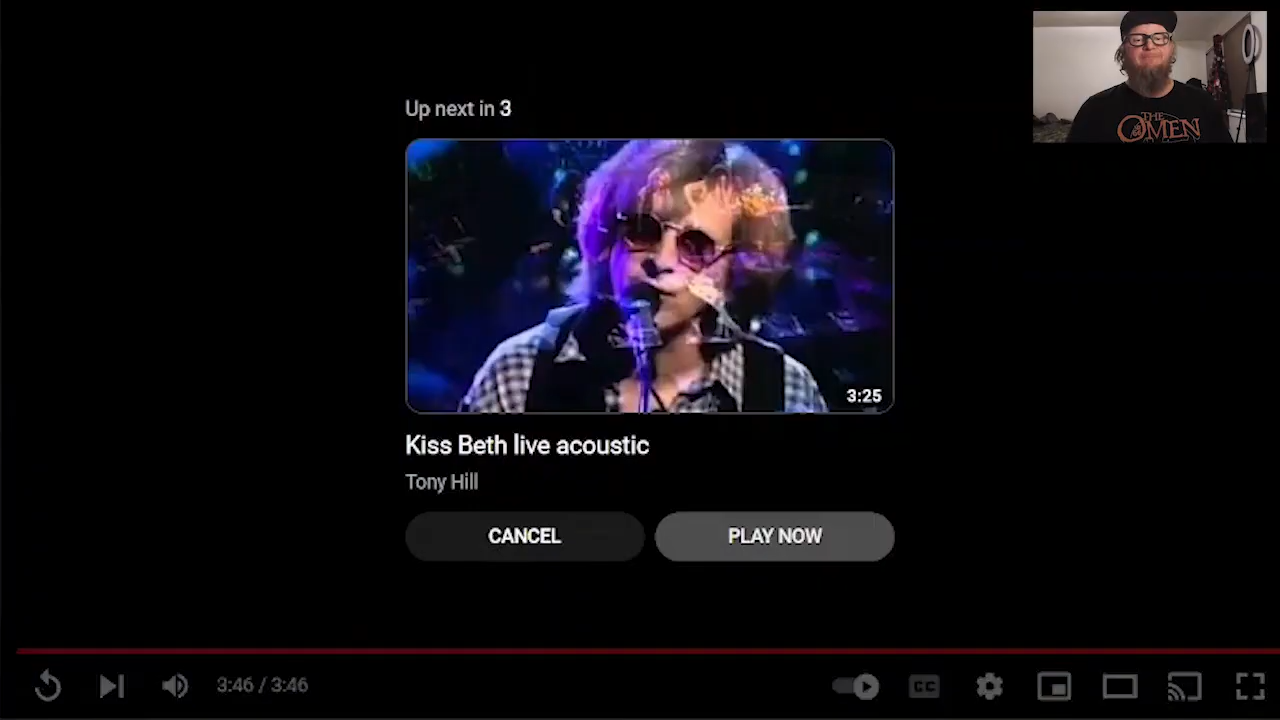 Up next in 3
THE
OMEN
3:25
Kiss Beth live acoustic
Tony Hill
CANCEL
PLAY NOW
3:46 / 3:46
CC